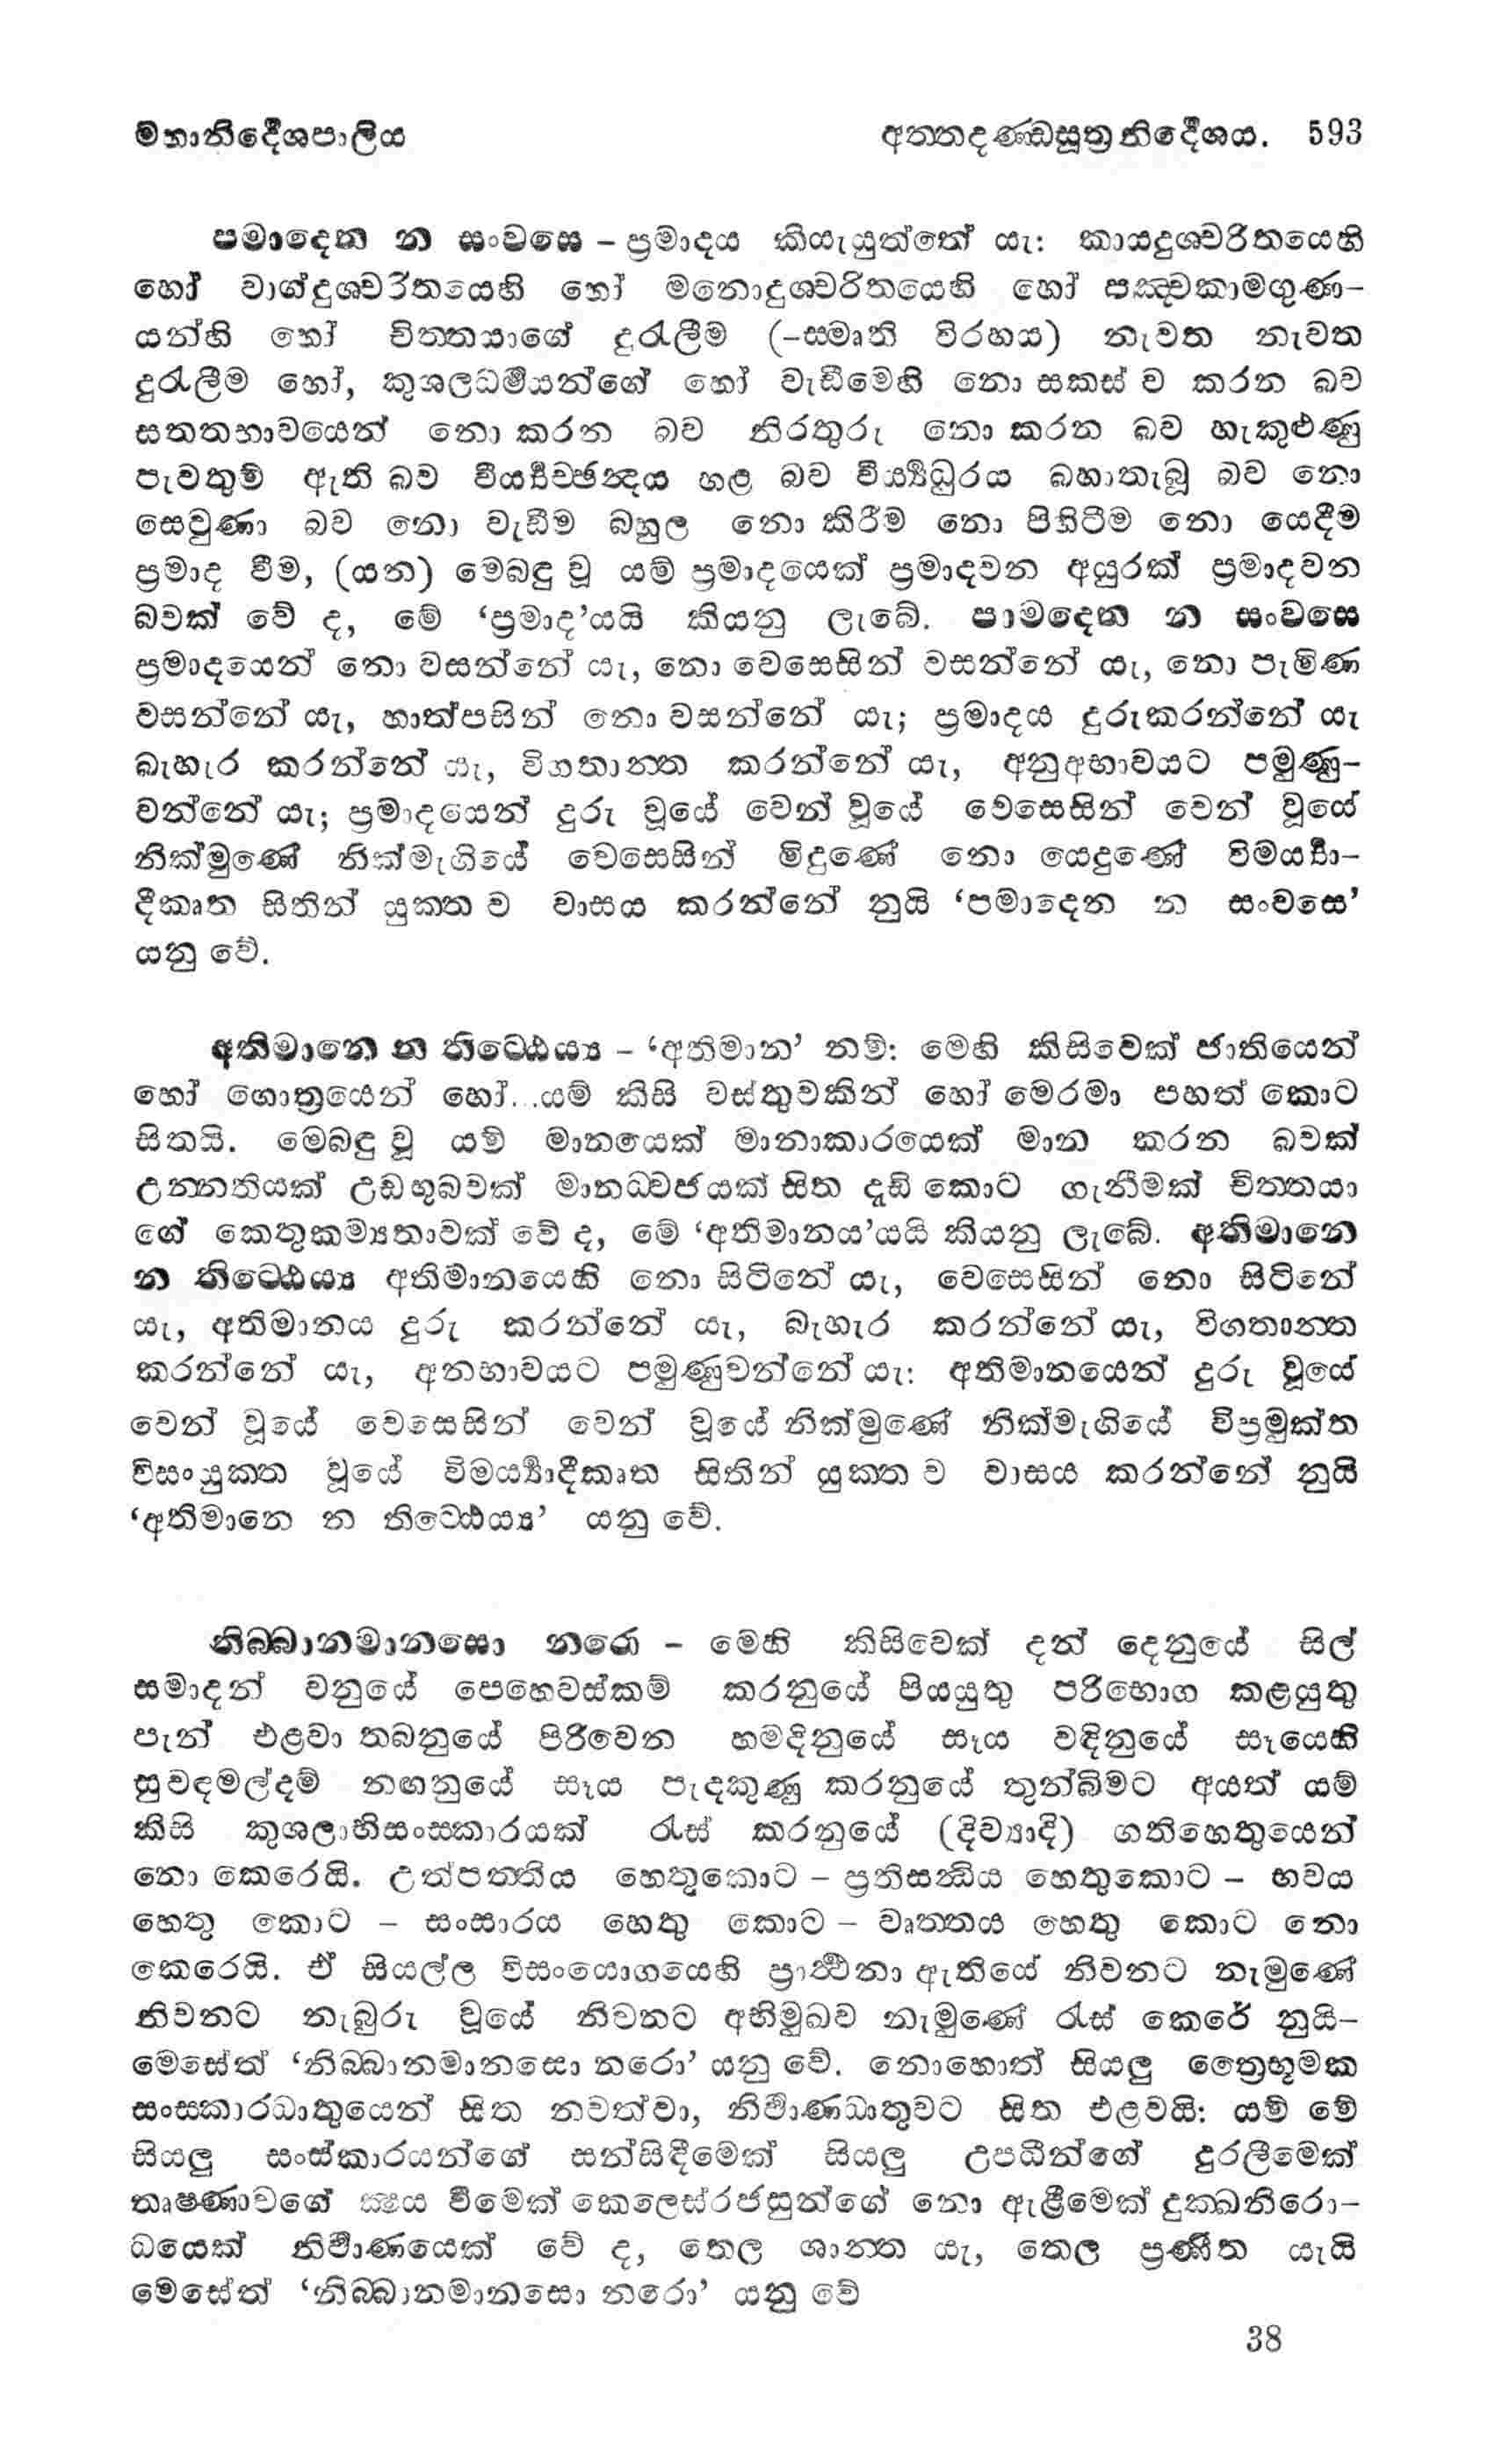 මහානිර්‍දේශපාලිය අත්තදණ්ඩසූත්‍රනිර්‍දේශය. 593
පමාදෙන න සංවසෙ – ප්‍රමාදය කියැයුත්තේ යැ: කායදුශ්චරිතයෙහි
හෝ වාග්දුශ්චරිතයෙහි හෝ මනොදුශ්චරිතයෙහි හෝ පඤ්චකාමගුණ-
යන්හි හෝ චිත්තයාගේ දුරැලීම (-සමෘති විරහය) නැවත නැවත
දුරැලීම හෝ, කුශලධර්‍මයන්ගේ හෝ වැඩීමෙහි නො සකස් ව කරන බව
සතතභාවයෙන් නො කරන බව නිරතුරු නො කරන බව හැකුළුණු
පැවතුම් ඇති බව වීර්‍ය්‍යච්ඡන්‍දය හළ බව වීර්‍ය්‍යධුරය බහාතැබූ බව නො
සෙවුණා බව නො වැඩීම බහුල නො කිරීම නො පිහිටීම නො යෙදීම
ප්‍රමාද වීම, (යන) මෙබඳු වූ යම් ප්‍රමාදයෙක් ප්‍රමාදවන අයුරක් ප්‍රමාදවන
බවක් වේ ද, මේ ‘ප්‍රමාද’යයි කියනු ලැබේ. පාමදෙන න සංවසෙ
ප්‍රමාදයෙන් නො වසන්නේ යැ, නො වෙසෙසින් වසන්නේ යැ, නො පැමිණ
වසන්නේ යැ, හාත්පසින් නො වසන්නේ යැ; ප්‍රමාදය දුරුකරන්නේ යැ
බැහැර කරන්නේ යැ, විගතාන්ත කරන්නේ යැ, අනුඅභාවයට පමුණු-
වන්නේ යැ; ප්‍රමාදයෙන් දුරු වූයේ වෙන් වූයේ වෙසෙසින් වෙන් වූයේ
නික්මුණේ නික්මැගියේ වෙසෙසින් මිදුණේ නො යෙදුණේ විමර්‍ය්‍යා-
දීකෘත සිතින් යුක්ත ව වාසය කරන්නේ නුයි ‘පමාදෙන න සංවසෙ’
යනු වේ.
අතිමානෙ න තිට්ඨෙය්‍ය – ‘අතිමාන’ නම්: මෙහි කිසිවෙක් ජාතියෙන්
හෝ ගොත්‍රයෙන් හෝ...යම් කිසි වස්තුවකින් හෝ මෙරමා පහත් කොට
සිතයි. මෙබඳු වූ යම් මානයෙක් මානාකාරයෙක් මාන කරන බවක්
උන්නතියක් උඩඟුබවක් මානධ්වජයක් සිත දැඩි කොට ගැනීමක් චිත්තයා
ගේ කෙතුකම්‍යතාවක් වේ ද, මේ ‘අතිමානය’යයි කියනු ලැබේ. අතිමානෙ
න තිට්ඨෙය්‍ය අතිමානයෙහි නො සිටිනේ යැ, වෙසෙසින් නො සිටිනේ
යැ, අතිමානය දුරු කරන්නේ යැ, බැහැර කරන්නේ යැ, විගතාන්ත
කරන්නේ යැ, අනභාවයට පමුණුවන්නේ යැ: අතිමානයෙන් දුරු වූයේ
වෙන් වූයේ වෙසෙසින් වෙන් වූයේ නික්මුණේ නික්මැගියේ විප්‍රමුක්ත
විසංයුක්ත වූයේ විමර්‍ය්‍යාදීකෘත සිතින් යුක්ත ව වාසය කරන්නේ නුයි
‘අතිමානෙ න තිට්ඨෙය්‍ය’ යනු වේ.
නිබ්බානමානසො නරො – මෙහි කිසිවෙක් දන් දෙනුයේ සිල්
සමාදන් වනුයේ පෙහෙවස්කම් කරනුයේ පියයුතු පරිභොග කළයුතු
පැන් එළවා තබනුයේ පිරිවෙන හමදිනුයේ සෑය වඳිනුයේ සෑයෙහි
සුවඳමල්දම් නඟනුයේ සෑය පැදකුණු කරනුයේ තුන්බිමට අයත් යම්
කිසි කුශලාභිසංස්කාරයක් රැස් කරනුයේ (දිව්‍යාදි) ගතිහෙතුයෙන්
නො කෙරෙයි. උත්පත්තිය හෙතුකොට – ප්‍රතිසන්ධිය හෙතුකොට – භවය
හෙතු කොට – සංසාරය හෙතු කොට – වෘත්තය හෙතු කොට නො
කෙරෙයි. ඒ සියල්ල විසංයොගයෙහි ප්‍රාර්‍ත්‍ථනා ඇතියේ නිවනට නැමුණේ
නිවනට නැබුරු වූයේ නිවනට අභිමුඛව නැමුණේ රැස් කෙරේ නුයි-
මෙසේත් ‘නිබ්බානමානසො නරො’ යනු වේ. නොහොත් සියලු ත්‍රෛභූමක
සංස්කාරධාතුයෙන් සිත නවත්වා, නිර්‍වාණධාතුවට සිත එළවයි: යම් මේ
සියලු සංස්කාරයන්ගේ සන්සිඳීමෙක් සියලු උපධීන්ගේ දුරලීමෙක්
තෘෂ්ණාවගේ ක්‍ෂය වීමෙක් කෙලෙස්රජසුන්ගේ නො ඇළීමෙක් දුක්ඛනිරො-
ධයෙක් නිර්‍වාණයෙක් වේ ද, තෙල ශාන්ත යැ, තෙල ප්‍රණීත යැයි
මෙසේත් ‘නිබ්බානමානසො නරො’ යනු වේ
38